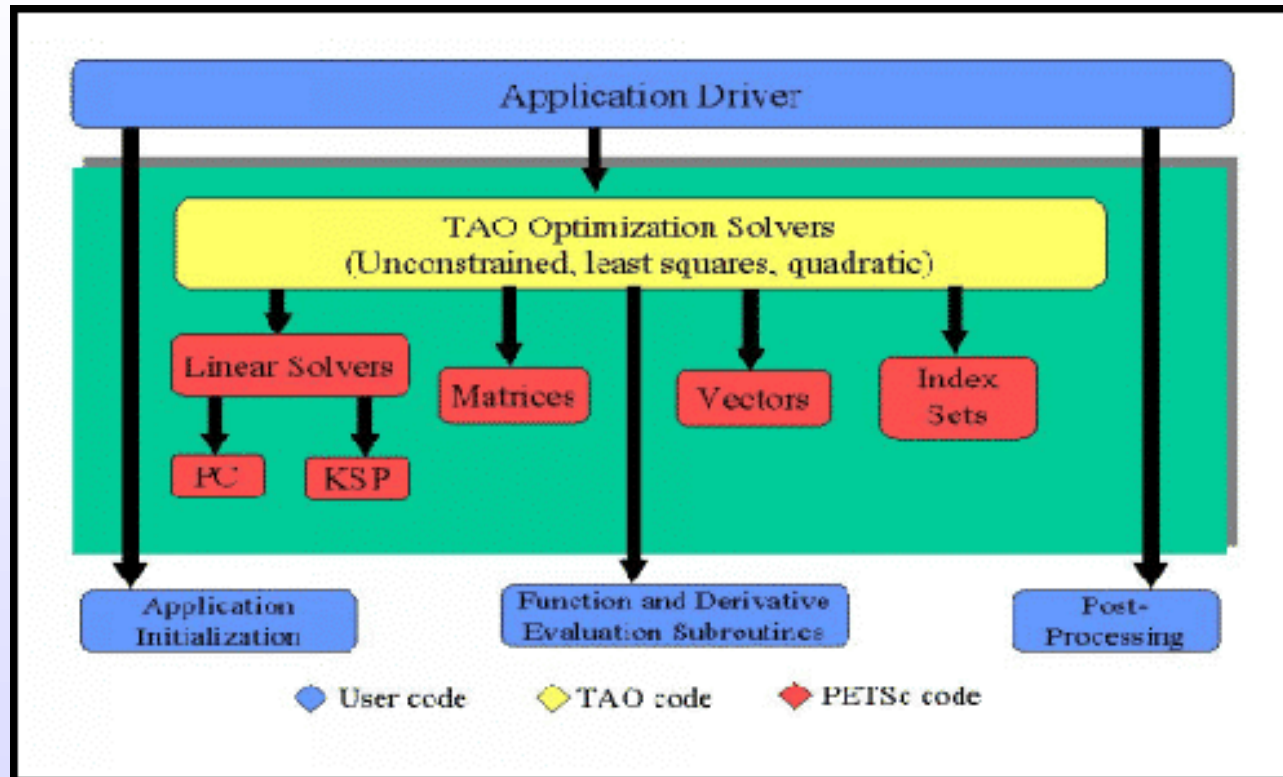 Application Driver
TAO Optimization Solvers
(Unconstrained, least squares, quadratic)
Linear Solvers
Matrices
Vectors
Index
Sets
PC
KSP
Application
Initialization
Function and Derivative
Evaluation Subroutines
Post-
Processing
User code
TAO code
PETSc code